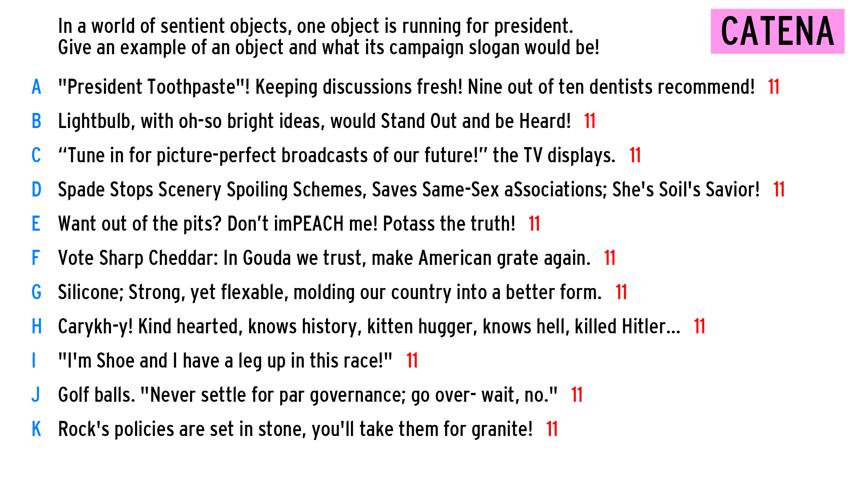 In a world of sentient objects, one object is running for president.
Give an example of an object and what its campaign slogan would be!
CATENA
A "President Toothpaste"! Keeping discussions fresh! Nine out of ten dentists recommend! 11
B Lightbulb, with oh-so bright ideas, would Stand Out and be Heard! 11
C “Tune in for picture-perfect broadcasts of our future!” the TV displays. 11
D Spade Stops Scenery Spoiling Schemes, Saves Same-Sex aSsociations; She's Soil's Savior! 11
E Want out of the pits? Don’t imPEACH me! Potass the truth! 11
F Vote Sharp Cheddar: In Gouda we trust, make American grate again. 11
G Silicone; Strong, yet flexable, molding our country into a better form. 11
H Carykh-y! Kind hearted, knows history, kitten hugger, knows hell, killed Hitler... 11
I "I'm Shoe and I have a leg up in this race!" 11
J Golf balls. "Never settle for par governance; go over- wait, no." 11
K Rock's policies are set in stone, you'll take them for granite! 11